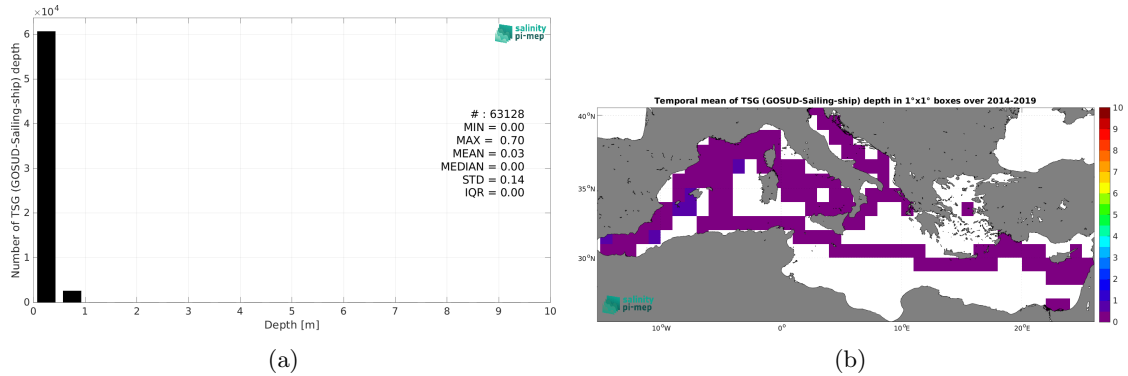 ×10^4
6
5
4
3
2
1
0
Number of TSG (GOSUD-Sailing-ship) depth
salinity
pi-mep
# : 63128
MIN = 0.00
MAX = 0.70
MEAN = 0.03
MEDIAN = 0.00
STD = 0.14
IQR = 0.00
0 1 2 3 4 5 6 7 8 9 10
Depth [m]
(a)
Temporal mean of TSG (GOSUD-Sailing-ship) depth in 1°x1° boxes over 2014-2019
40°N
35°N
30°N
10°W 0° 10°E 20°E
salinity
pi-mep
10
9
8
7
6
5
4
3
2
1
0
(b)